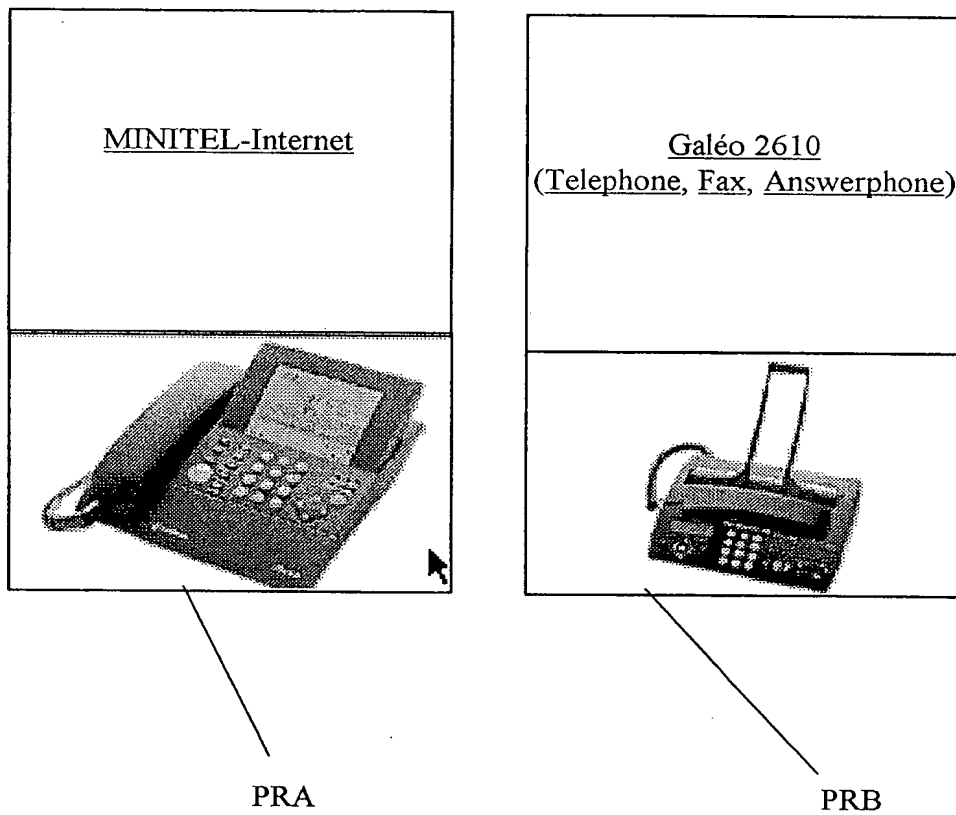 MINITEL-Internet
Galéo 2610
(Telephone, Fax, Answerphone)
PRA
PRB